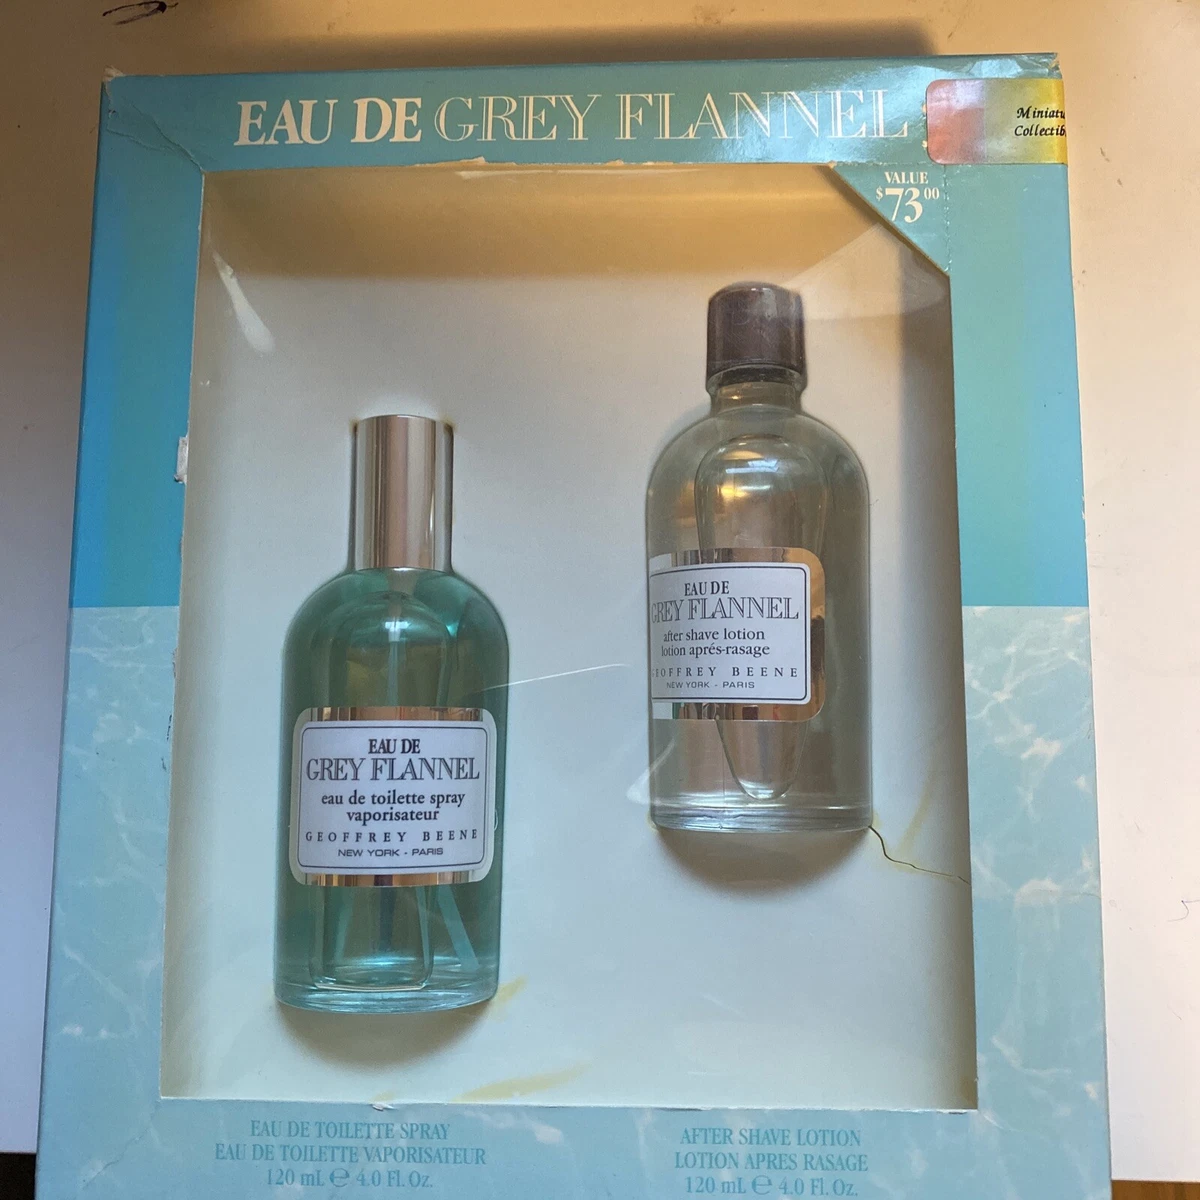 EAU DE GREY FLANNEL
VALUE
$73.00
EAU DE
GREY FLANNEL
after shave lotion
lotion aprés-rasage
GEOFFREY BEENE
NEW YORK - PARIS
EAU DE
GREY FLANNEL
eau de toilette spray
vaporisateur
GEOFFREY BEENE
NEW YORK - PARIS
EAU DE TOILETTE SPRAY
EAU DE TOILETTE VAPORISATEUR
120 mL ℮ 4.0 Fl. Oz.
AFTER SHAVE LOTION
LOTION APRES RASAGE
120 mL ℮ 4.0 Fl. Oz.